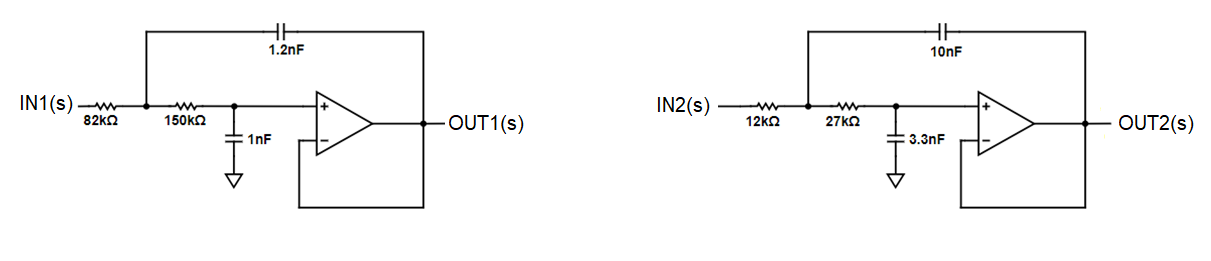 1.2nF
IN1(s)
82kΩ
150kΩ
+
1nF
−
OUT1(s)
10nF
IN2(s)
12kΩ
27kΩ
+
3.3nF
−
OUT2(s)